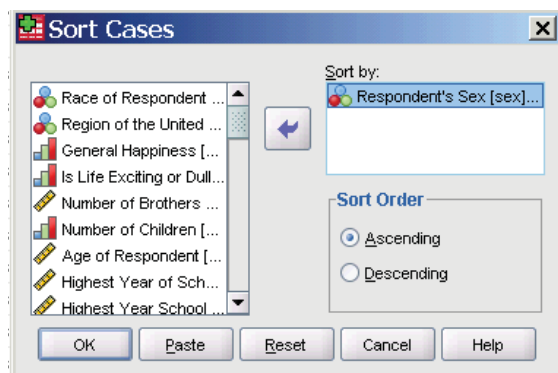 Sort Cases
Race of Respondent ...
Region of the United ...
General Happiness [...
Is Life Exciting or Dull...
Number of Brothers ...
Number of Children [...
Age of Respondent [...
Highest Year of Sch...
Highest Year School ...
Sort by:
Respondent's Sex [sex]...
Sort Order
Ascending
Descending
OK
Paste
Reset
Cancel
Help